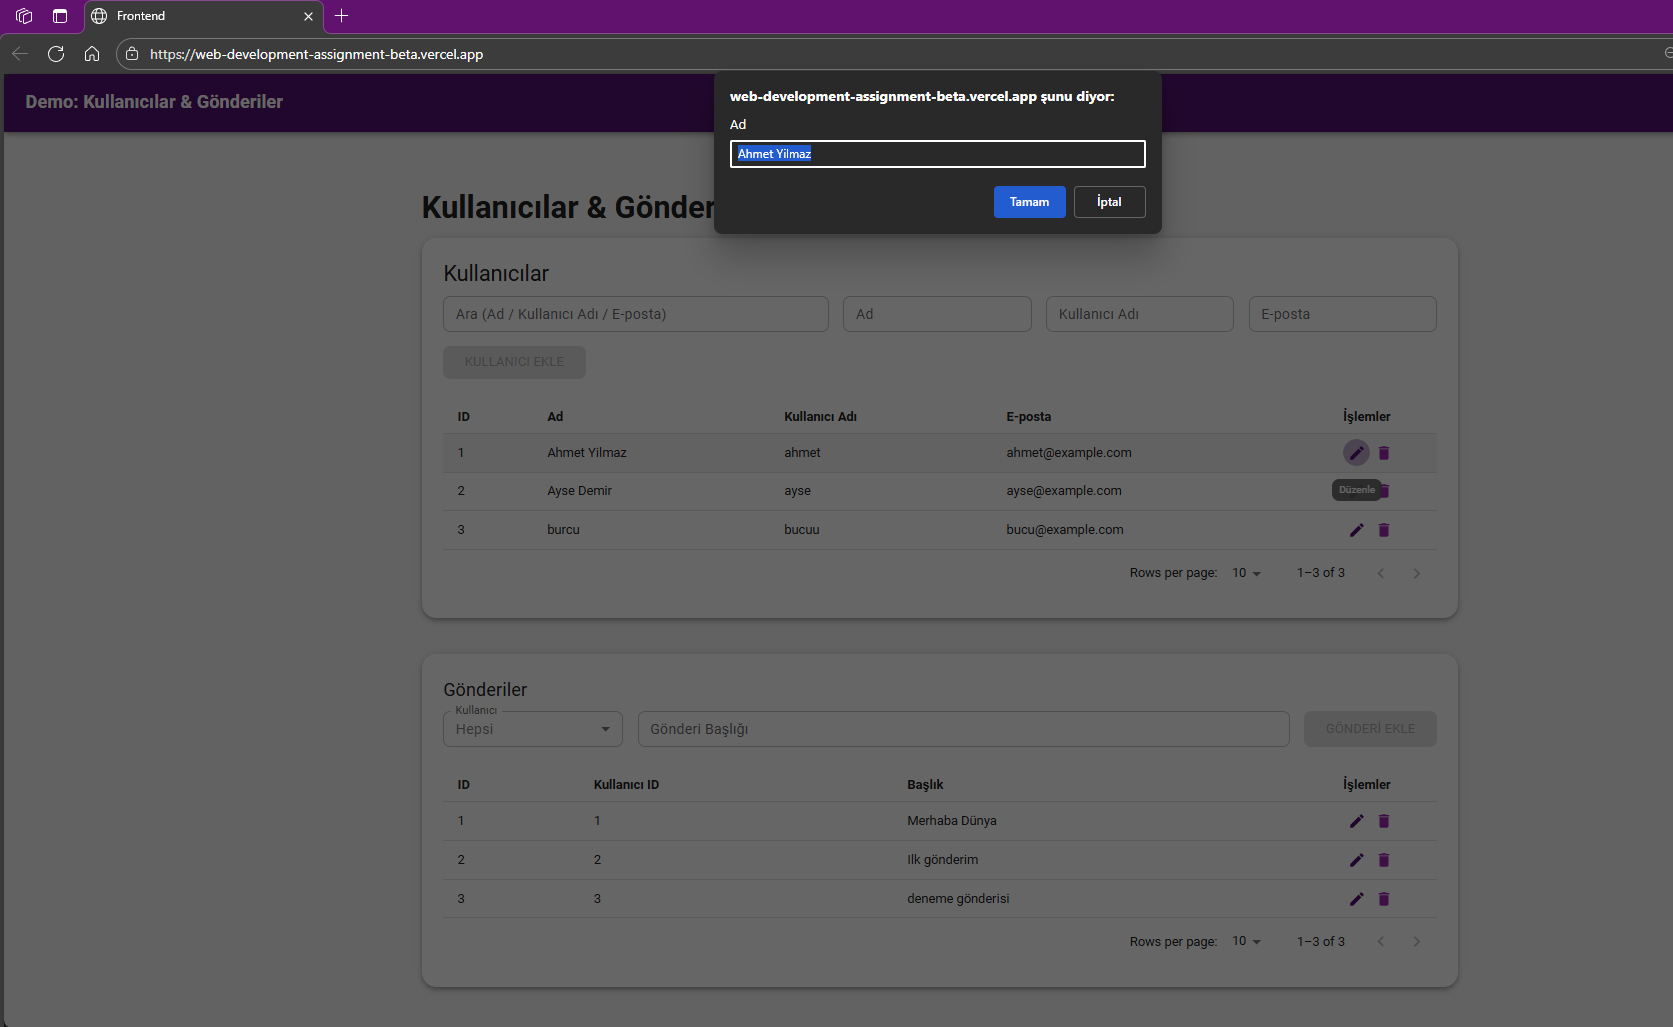 Frontend
https://web-development-assignment-beta.vercel.app
Demo: Kullanıcılar & Gönderiler
web-development-assignment-beta.vercel.app şunu diyor:
Ad
Ahmet Yilmaz
Tamam
İptal
Kullanıcılar & Gönder
Kullanıcılar
Ara (Ad / Kullanıcı Adı / E-posta)
Ad
Kullanıcı Adı
E-posta
KULLANICI EKLE
ID Ad Kullanıcı Adı E-posta İşlemler
1 Ahmet Yilmaz ahmet ahmet@example.com
2 Ayse Demir ayse ayse@example.com
Düzenle
3 burcu bucuu bucu@example.com
Rows per page: 10 1–3 of 3
Gönderiler
Kullanıcı
Hepsi
Gönderi Başlığı
GÖNDERİ EKLE
ID Kullanıcı ID Başlık İşlemler
1 1 Merhaba Dünya
2 2 Ilk gönderim
3 3 deneme gönderisi
Rows per page: 10 1–3 of 3